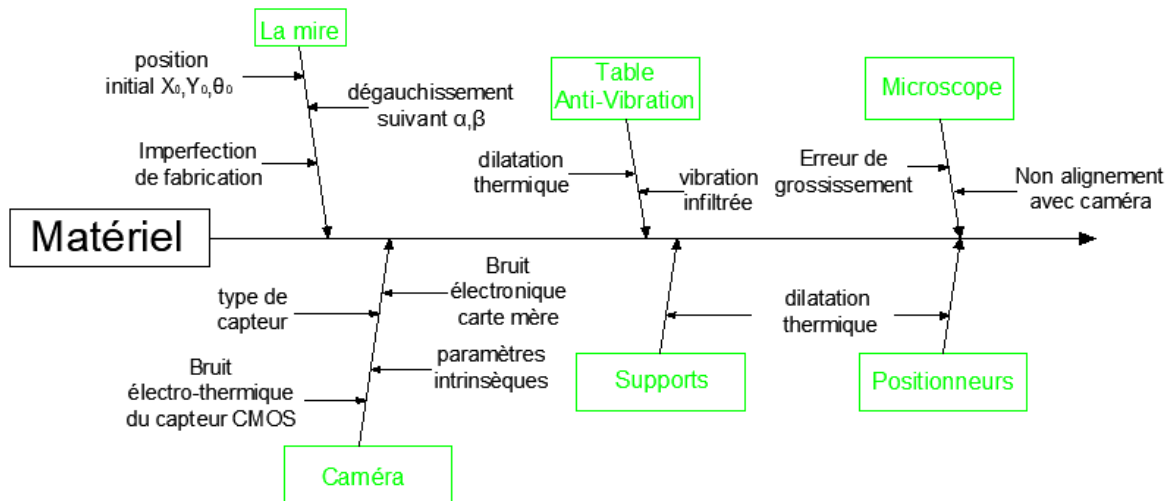 La mire
position
initial X₀,Y₀,θ₀
dégauchissement
suivant α,β
Imperfection
de fabrication
Table
Anti-Vibration
dilatation
thermique
vibration
infiltrée
Microscope
Erreur de
grossissement
Non alignement
avec caméra
Matériel
Bruit
électronique
carte mère
type de
capteur
paramètres
intrinsèques
Bruit
électro-thermique
du capteur CMOS
Caméra
dilatation
thermique
Supports
Positionneurs